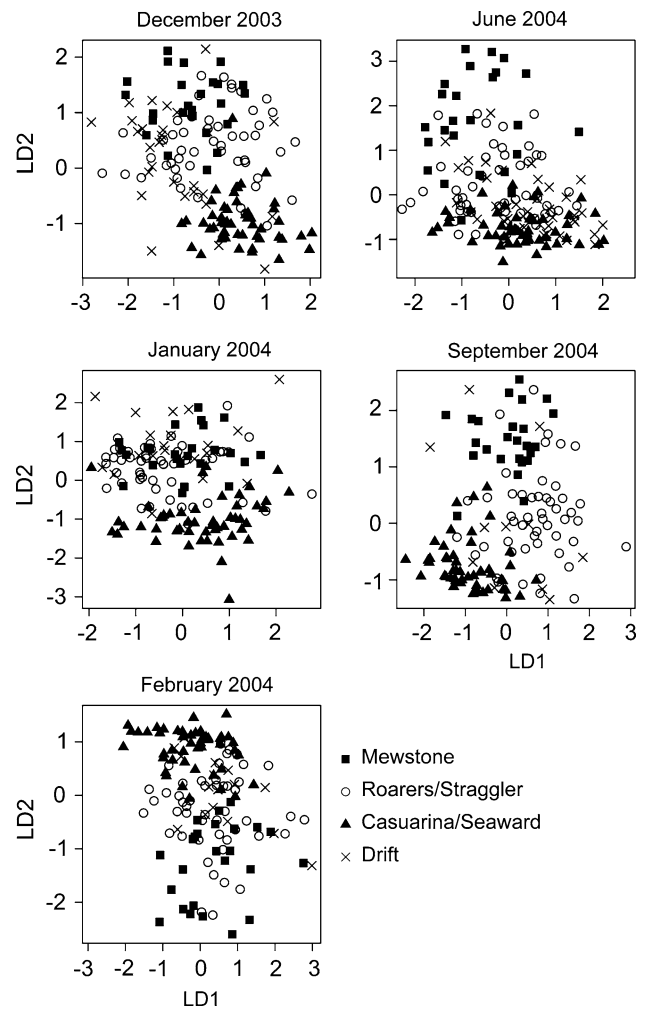 December 2003
June 2004
LD2
2
1
0
-1
-3 -2 -1 0 1 2
3
2
1
0
-1
-2 -1 0 1 2
January 2004
September 2004
LD2
2
1
0
-1
-2
-3
-2 -1 0 1 2 3
2
1
0
-1
-2 -1 0 1 2 3
LD1
February 2004
LD2
1
0
-1
-2
-3 -2 -1 0 1 2 3
LD1
Mewstone
Roarers/Straggler
Casuarina/Seaward
Drift